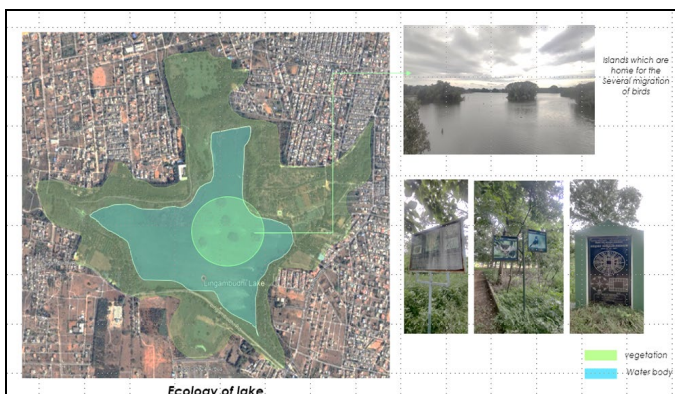 Islands which are
home for the
Several migration
of birds
Lingambudhi Lake
vegetation
Water body
Ecology of lake